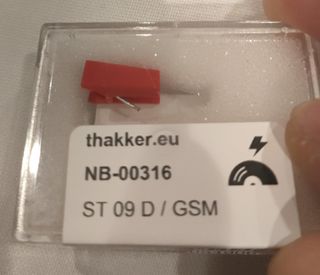 thakker.eu
NB-00316
ST 09 D / GSM